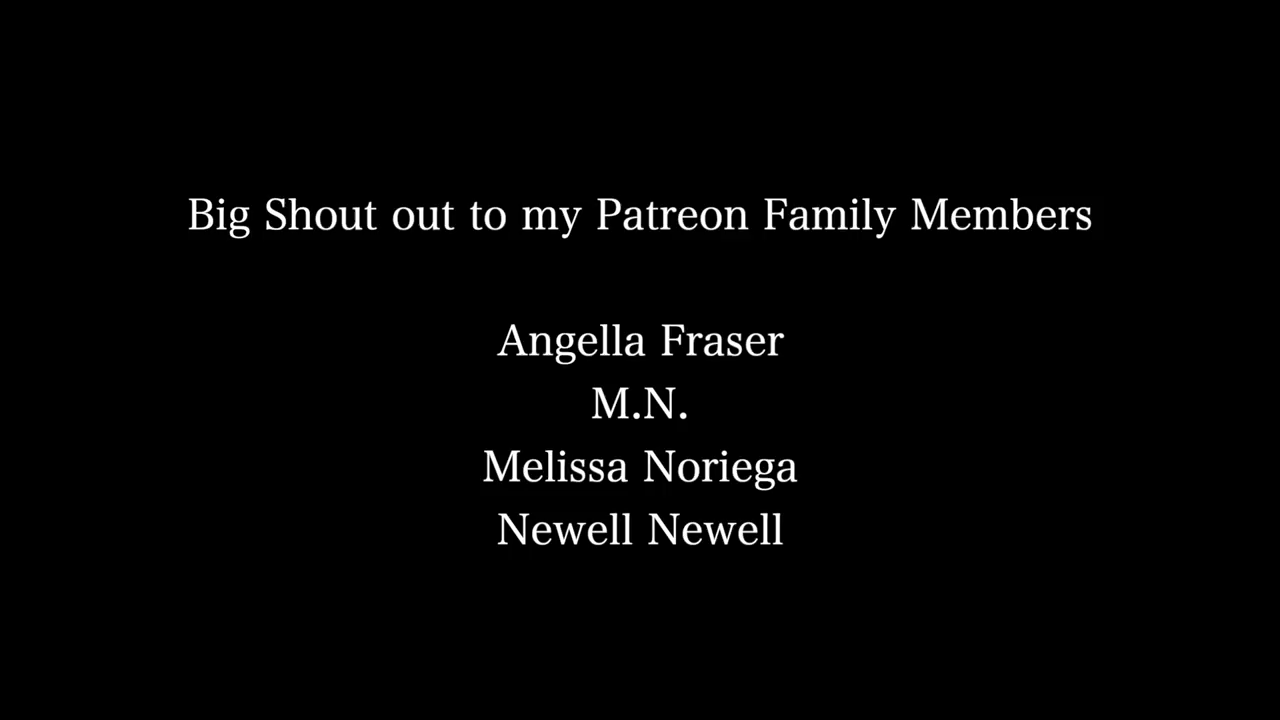 Big Shout out to my Patreon Family Members
Angella Fraser
M.N.
Melissa Noriega
Newell Newell